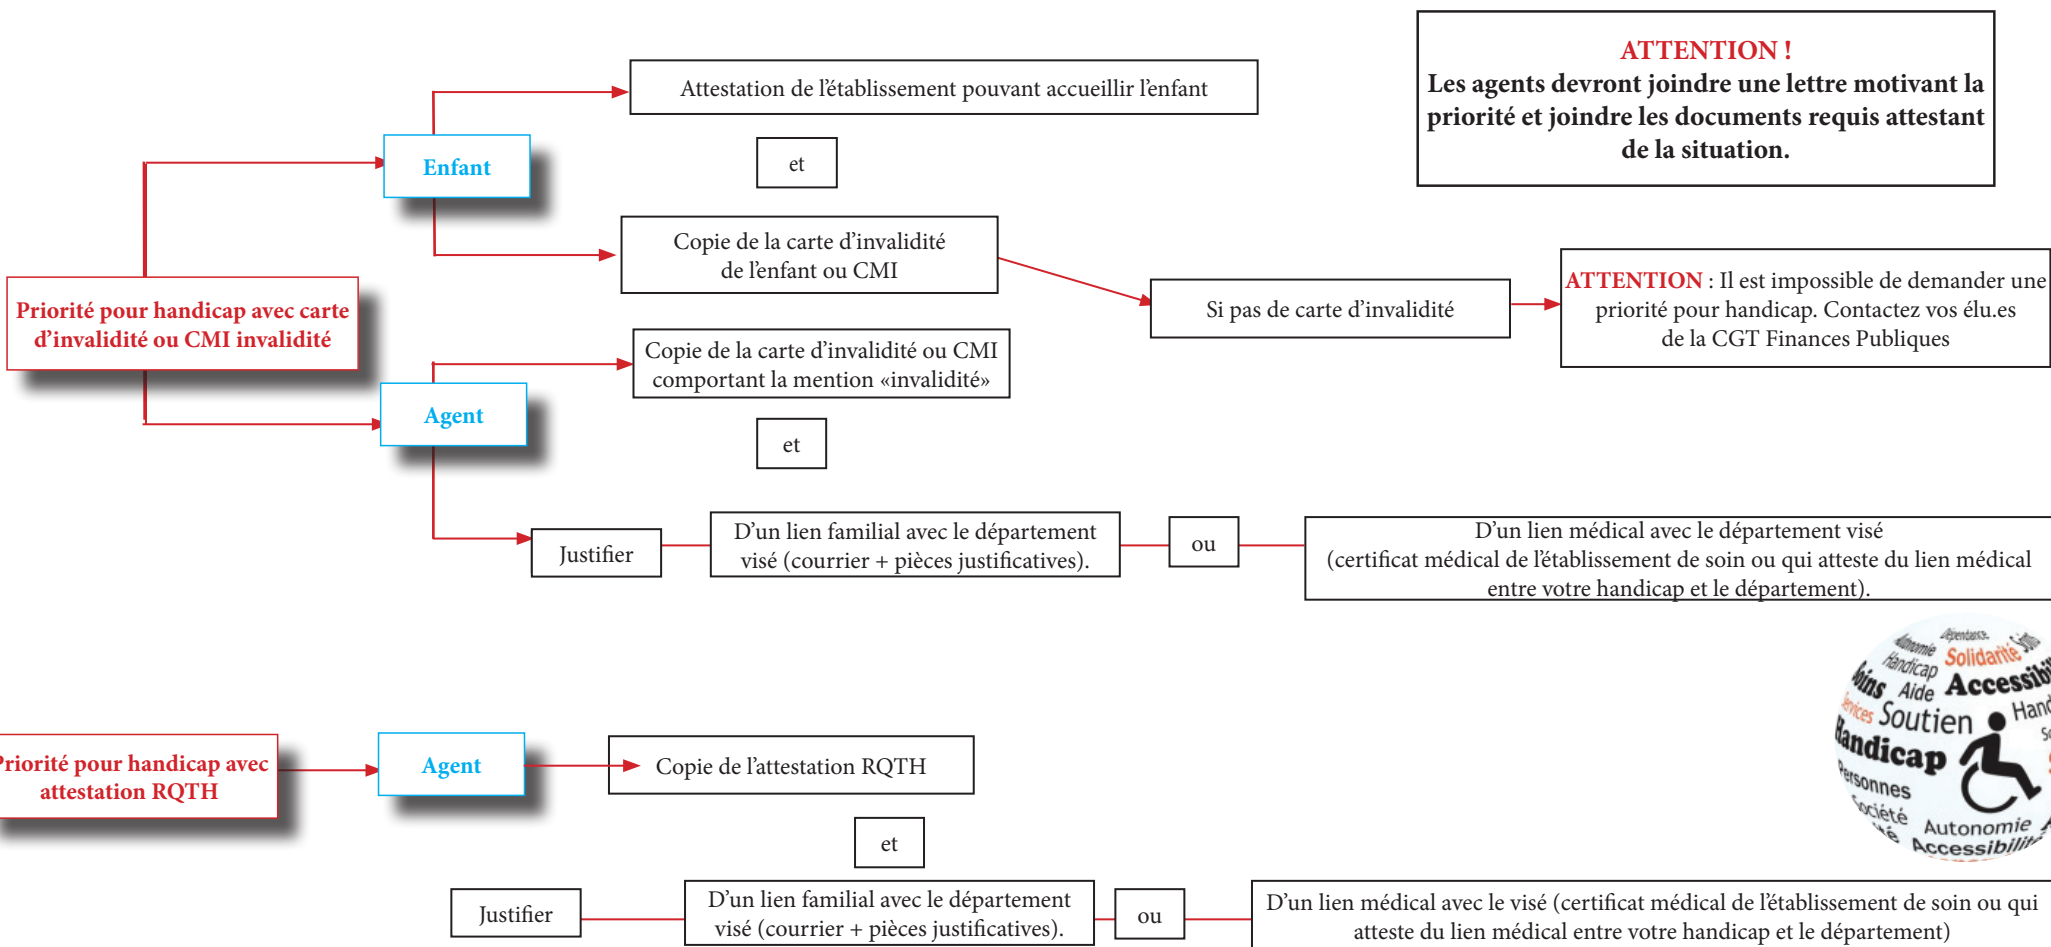 ATTENTION !
Les agents devront joindre une lettre motivant la
priorité et joindre les documents requis attestant
de la situation.
Attestation de l'établissement pouvant accueillir l'enfant
Enfant
et
Copie de la carte d'invalidité
de l'enfant ou CMI
Si pas de carte d'invalidité
ATTENTION : Il est impossible de demander une
priorité pour handicap. Contactez vos élu.es
de la CGT Finances Publiques
Priorité pour handicap avec carte
d'invalidité ou CMI invalidité
Copie de la carte d'invalidité ou CMI
comportant la mention «invalidité»
Agent
et
Justifier
D'un lien familial avec le département
visé (courrier + pièces justificatives).
ou
D'un lien médical avec le département visé
(certificat médical de l'établissement de soin ou qui atteste du lien médical
entre votre handicap et le département).
Priorité pour handicap avec
attestation RQTH
Agent
Copie de l'attestation RQTH
et
Justifier
D'un lien familial avec le département
visé (courrier + pièces justificatives).
ou
D'un lien médical avec le visé (certificat médical de l'établissement de soin ou qui
atteste du lien médical entre votre handicap et le département)
Autonomie
Dépendance
Soins
Handicap
Solidarité
Soins
Aide
Services
Soutien
Handicap
Personnes
Société
Autonomie